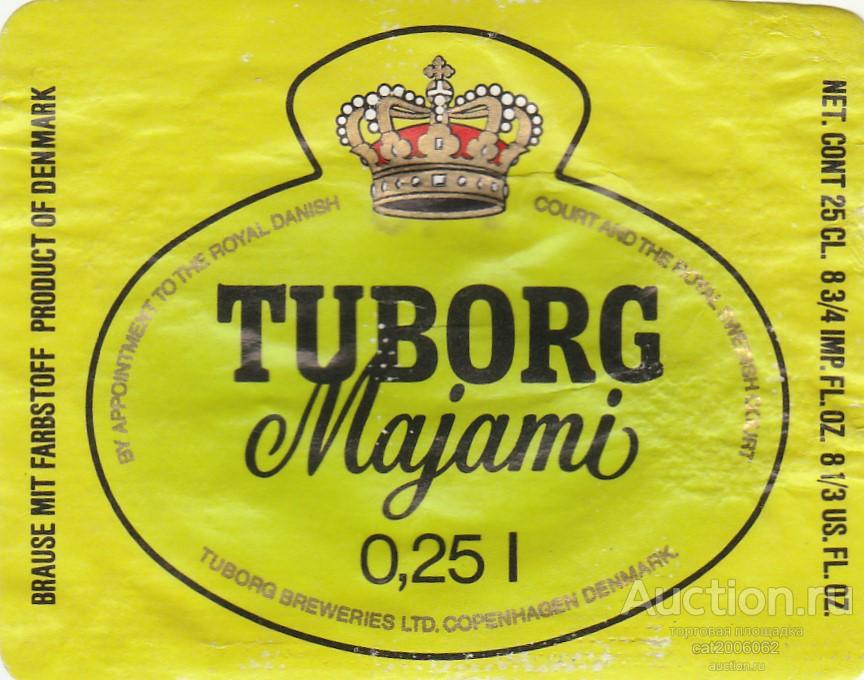 BRAUSE MIT FARBSTOFF PRODUCT OF DENMARK
BY APPOINTMENT TO THE ROYAL DANISH
COURT AND THE ROYAL SWEDISH COURT
TUBORG
Majami
0,25 l
TUBORG BREWERIES LTD. COPENHAGEN DENMARK.
NET. CONT 25 CL. 8 3/4 IMP. FL. OZ. 8 1/3 US. FL. OZ.
Auction.ru
торговая площадка
cat2006062
auction.ru